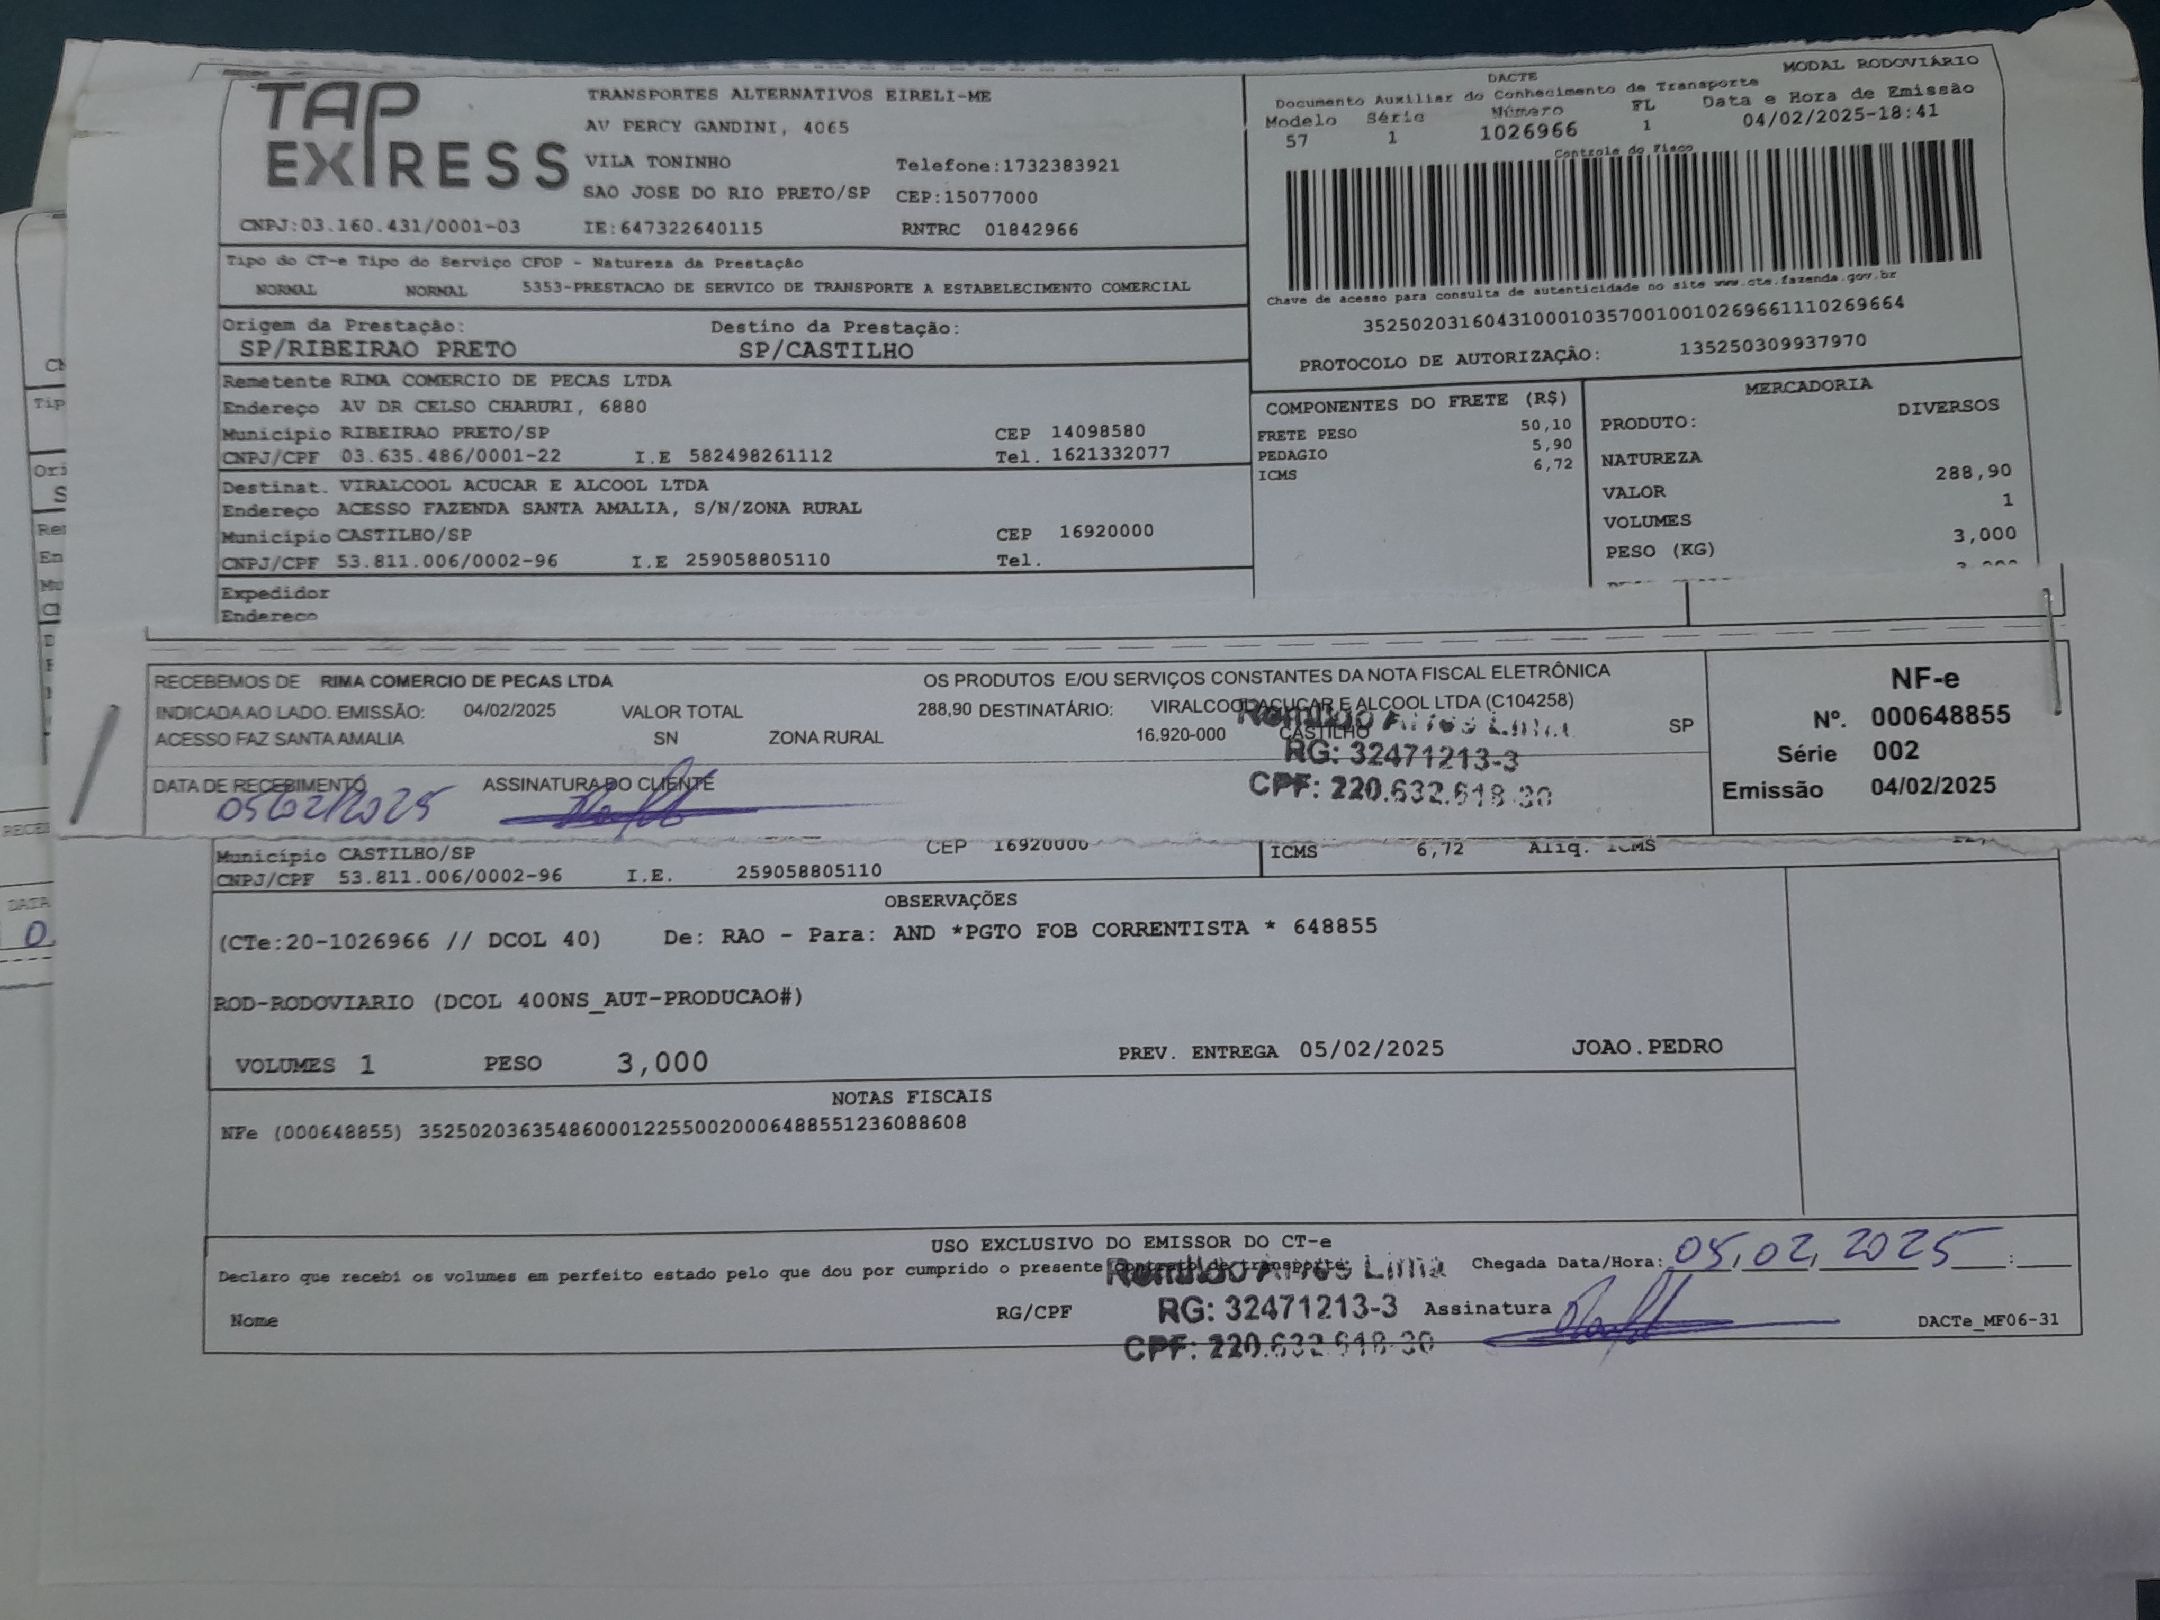 TAP EXPRESS
TRANSPORTES ALTERNATIVOS EIRELI-ME
AV PERCY GANDINI, 4065
VILA TONINHO Telefone:1732383921
SAO JOSE DO RIO PRETO/SP CEP:15077000
CNPJ:03.160.431/0001-03 IE:647322640115 RNTRC 01842966
DACTE MODAL RODOVIÁRIO
Documento Auxiliar do Conhecimento de Transporte
Modelo Série Número FL Data e Hora de Emissão
57 1 1026966 1 04/02/2025-18:41
Controle do Fisco
Chave de acesso para consulta de autenticidade no site www.cte.fazenda.gov.br
35250203160431000103570010010269661110269664
PROTOCOLO DE AUTORIZAÇÃO: 135250309937970
Tipo do CT-e Tipo do Serviço CFOP - Natureza da Prestação
NORMAL NORMAL 5353-PRESTACAO DE SERVICO DE TRANSPORTE A ESTABELECIMENTO COMERCIAL
Origem da Prestação: Destino da Prestação:
SP/RIBEIRAO PRETO SP/CASTILHO
Remetente RIMA COMERCIO DE PECAS LTDA
Endereço AV DR CELSO CHARURI, 6880
Município RIBEIRAO PRETO/SP CEP 14098580
CNPJ/CPF 03.635.486/0001-22 I.E 582498261112 Tel. 1621332077
Destinat. VIRALCOOL ACUCAR E ALCOOL LTDA
Endereço ACESSO FAZENDA SANTA AMALIA, S/N/ZONA RURAL
Município CASTILHO/SP CEP 16920000
CNPJ/CPF 53.811.006/0002-96 I.E 259058805110 Tel.
Expedidor
Endereço
COMPONENTES DO FRETE (R$)
FRETE PESO 50,10
PEDAGIO 5,90
ICMS 6,72
MERCADORIA
PRODUTO: DIVERSOS
NATUREZA
VALOR 288,90
VOLUMES 1
PESO (KG) 3,000
RECEBEMOS DE RIMA COMERCIO DE PECAS LTDA OS PRODUTOS E/OU SERVIÇOS CONSTANTES DA NOTA FISCAL ELETRÔNICA
INDICADA AO LADO. EMISSÃO: 04/02/2025 VALOR TOTAL 288,90 DESTINATÁRIO: VIRALCOOL ACUCAR E ALCOOL LTDA (C104258)
ACESSO FAZ SANTA AMALIA SN ZONA RURAL 16.920-000 CASTILHO SP
Lima
RG: 32471213-3
CPF: 220.632.618-30
DATA DE RECEBIMENTO ASSINATURA DO CLIENTE
05/02/2025
NF-e
Nº. 000648855
Série 002
Emissão 04/02/2025
Município CASTILHO/SP CEP 16920000
CNPJ/CPF 53.811.006/0002-96 I.E. 259058805110
ICMS 6,72 Aliq. ICMS
OBSERVAÇÕES
(CTe:20-1026966 // DCOL 40) De: RAO - Para: AND *PGTO FOB CORRENTISTA * 648855
ROD-RODOVIARIO (DCOL 400NS_AUT-PRODUCAO#)
VOLUMES 1 PESO 3,000 PREV. ENTREGA 05/02/2025 JOAO.PEDRO
NOTAS FISCAIS
NFe (000648855) 35250203635486000122550020006488551236088608
USO EXCLUSIVO DO EMISSOR DO CT-e
Declaro que recebi os volumes em perfeito estado pelo que dou por cumprido o presente contrato de transporte.
Chegada Data/Hora: 05/02/2025 :
Lima
Nome RG/CPF RG: 32471213-3 Assinatura
CPF: 220.632.618-30
DACTe_MF06-31